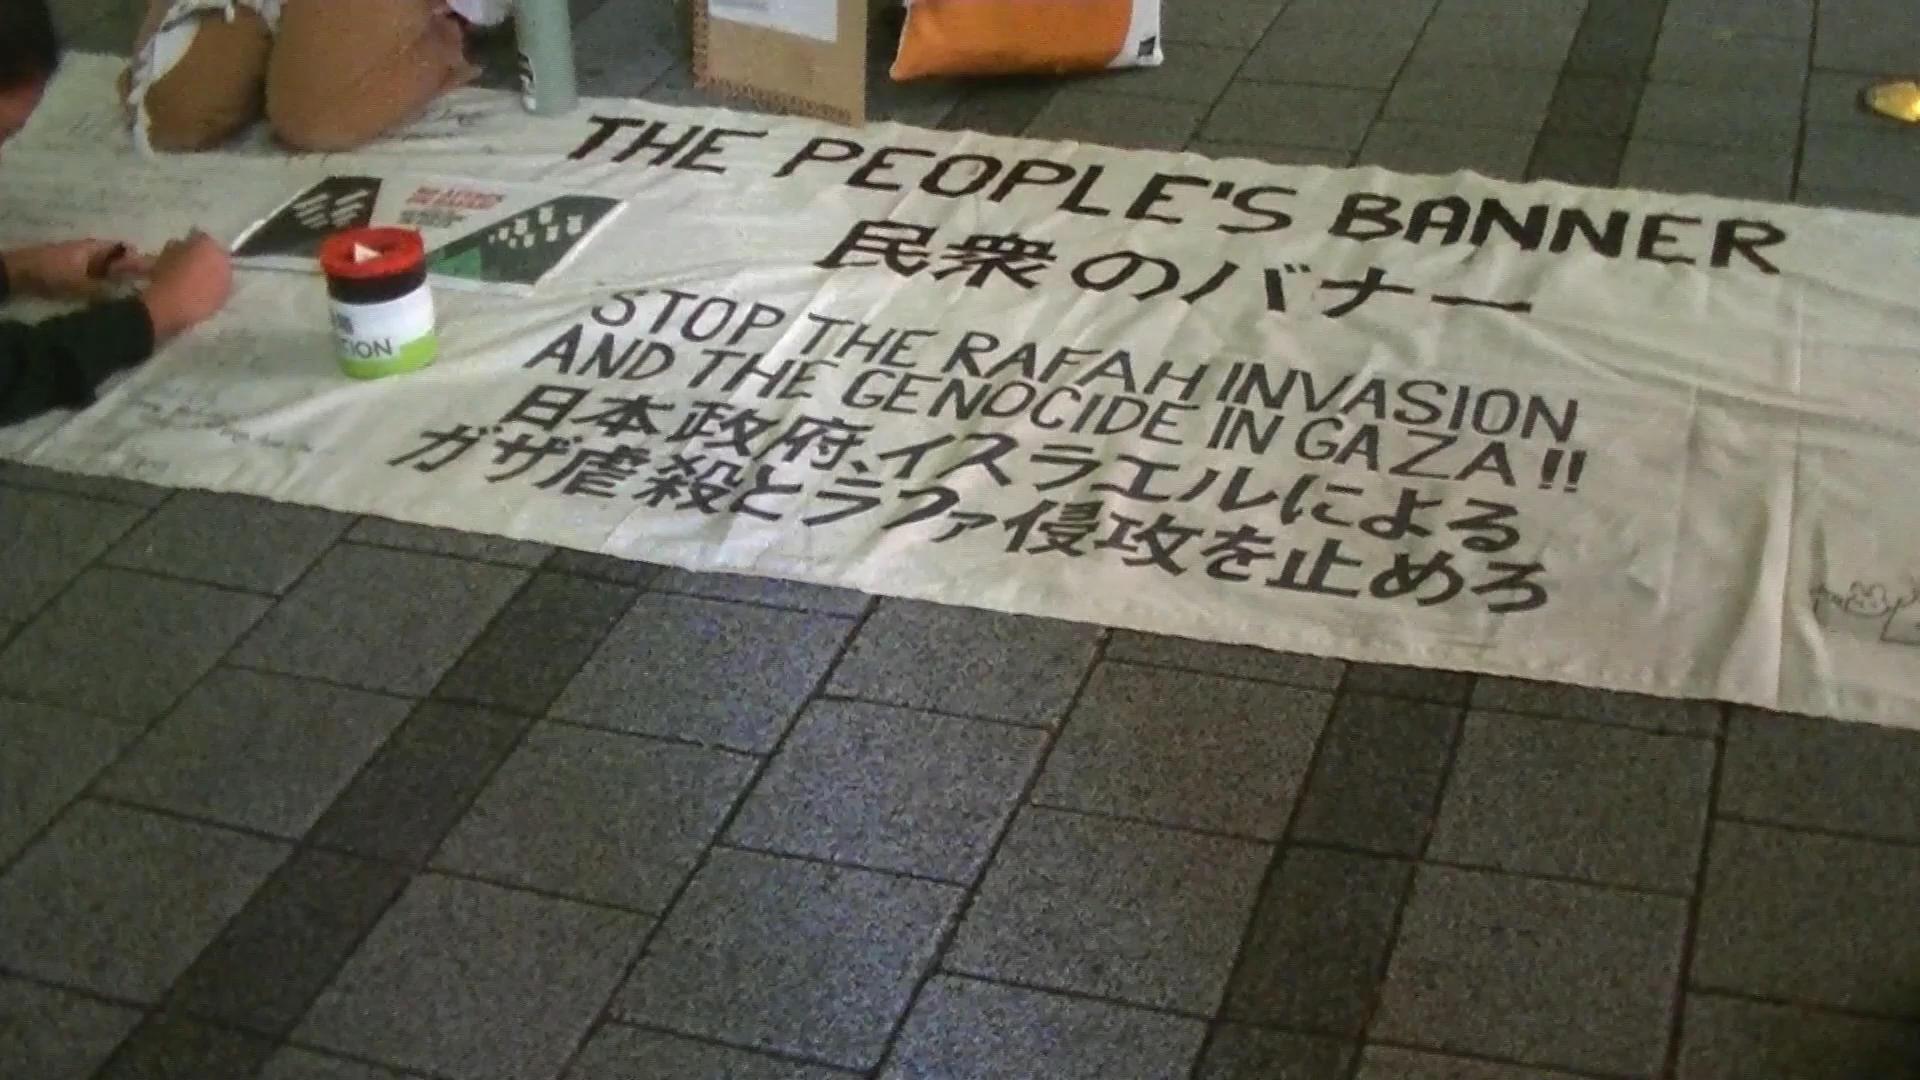 THE PEOPLE'S BANNER
民衆のバナー
STOP THE RAFAH INVASION
AND THE GENOCIDE IN GAZA!!
日本政府、イスラエルによる
ガザ虐殺とラファ侵攻を止めろ
TION